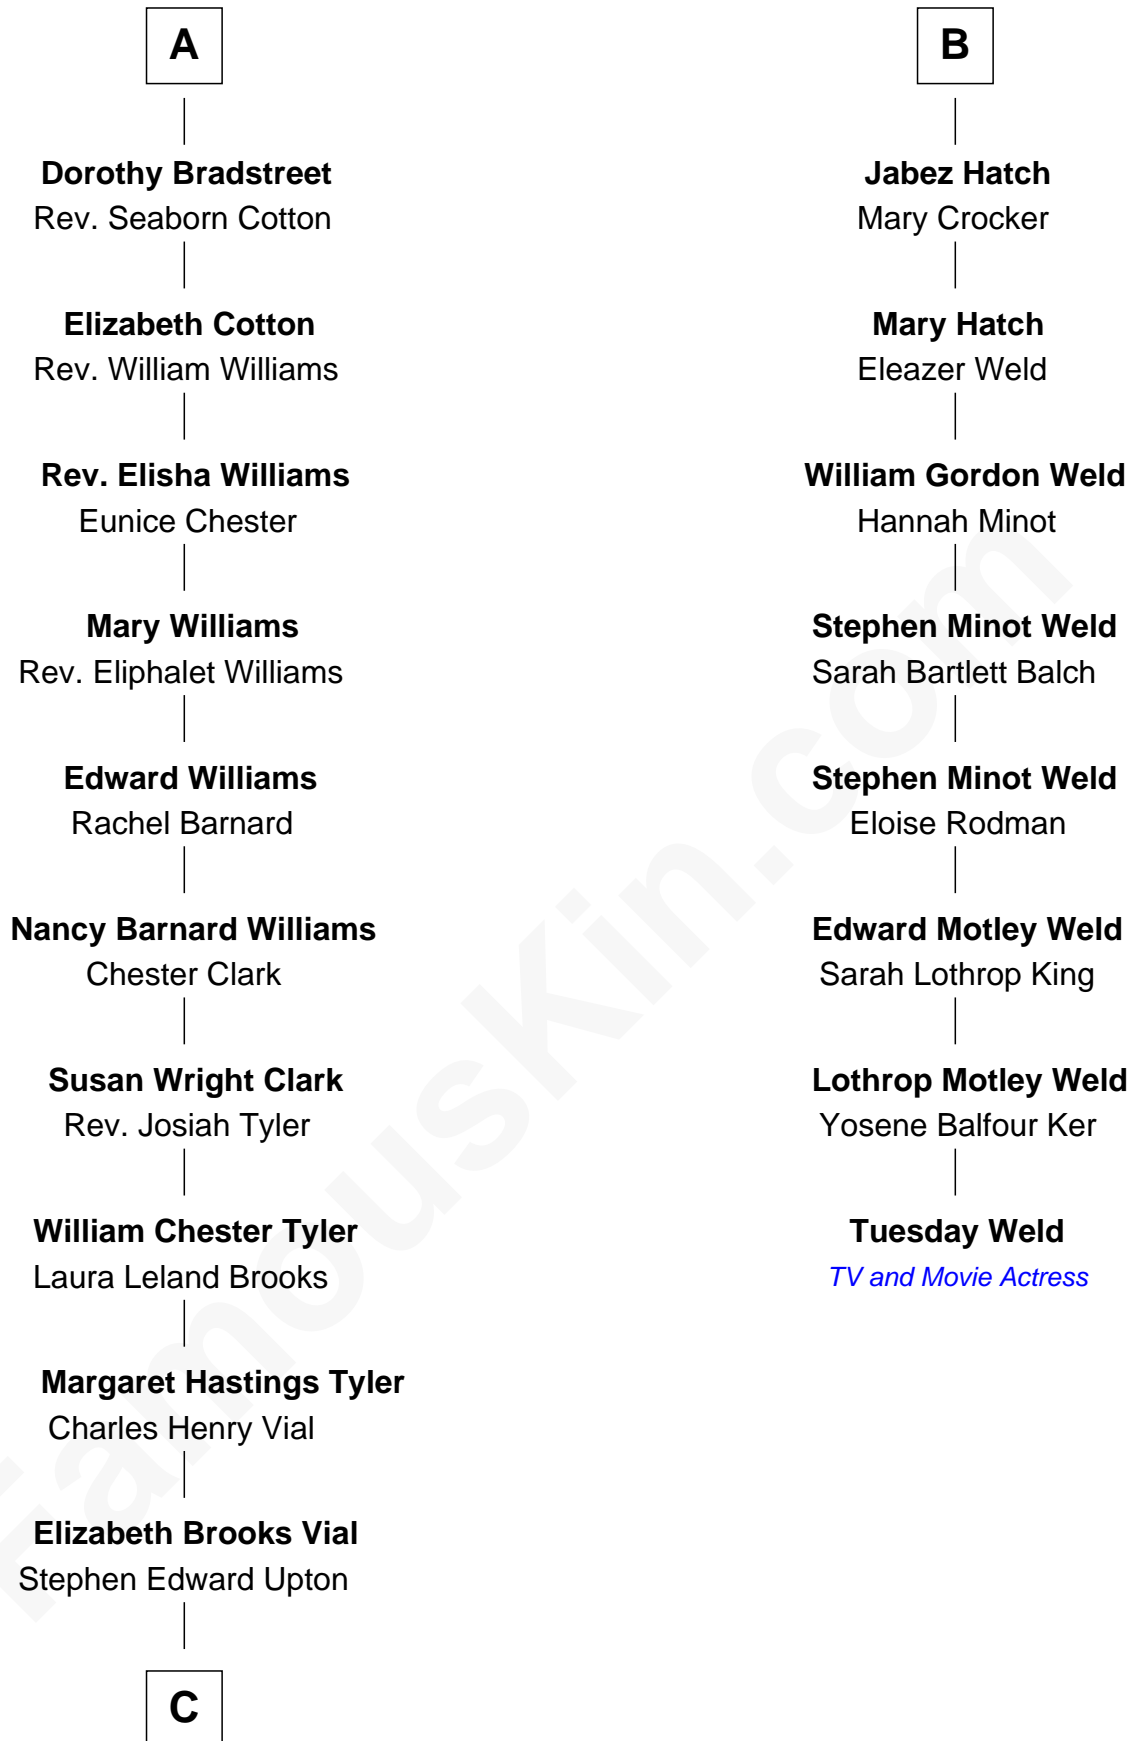 A
Dorothy Bradstreet
Rev. Seaborn Cotton
Elizabeth Cotton
Rev. William Williams
Rev. Elisha Williams
Eunice Chester
Mary Williams
Rev. Eliphalet Williams
Edward Williams
Rachel Barnard
Nancy Barnard Williams
Chester Clark
Susan Wright Clark
Rev. Josiah Tyler
William Chester Tyler
Laura Leland Brooks
Margaret Hastings Tyler
Charles Henry Vial
Elizabeth Brooks Vial
Stephen Edward Upton
C
B
Jabez Hatch
Mary Crocker
Mary Hatch
Eleazer Weld
William Gordon Weld
Hannah Minot
Stephen Minot Weld
Sarah Bartlett Balch
Stephen Minot Weld
Eloise Rodman
Edward Motley Weld
Sarah Lothrop King
Lothrop Motley Weld
Yosene Balfour Ker
Tuesday Weld
TV and Movie Actress
FamousKin.com